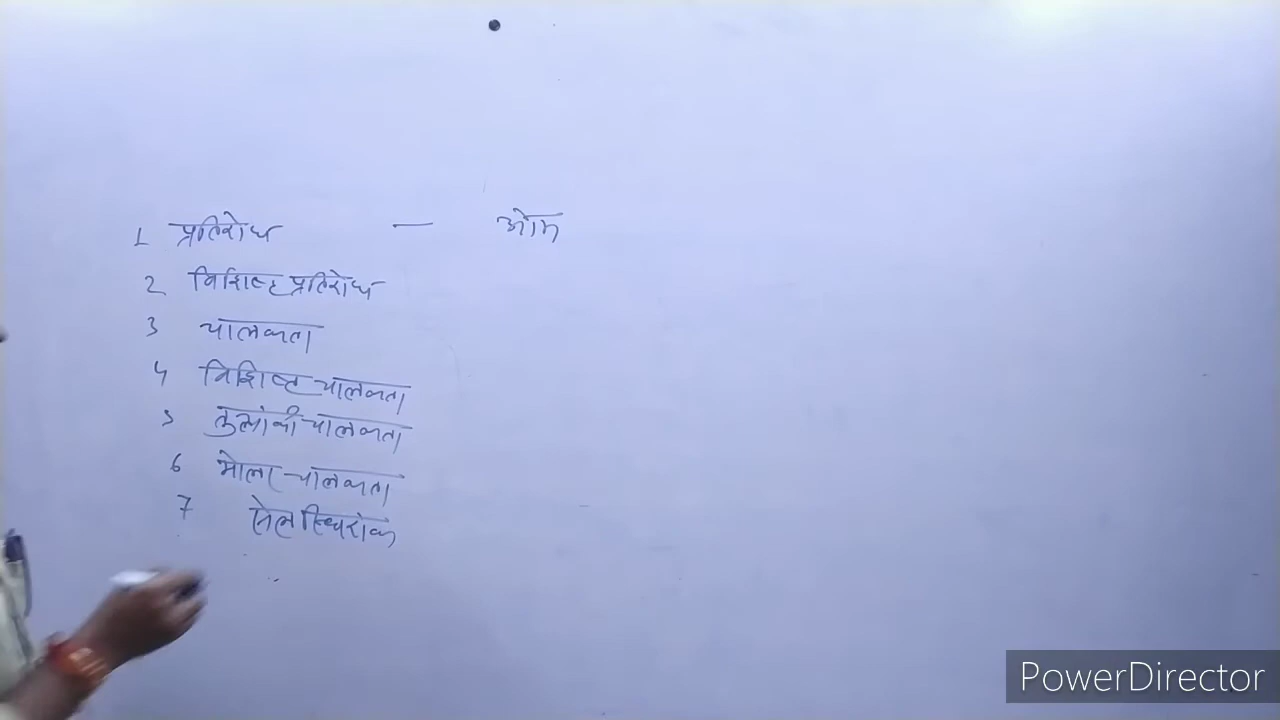 1 प्रतिरोध — ओम
2 विशिष्ट प्रतिरोध
3 चालकता
4 विशिष्ट चालकता
5 तुल्यांकी चालकता
6 मोलर चालकता
7 सेल स्थिरांक
PowerDirector